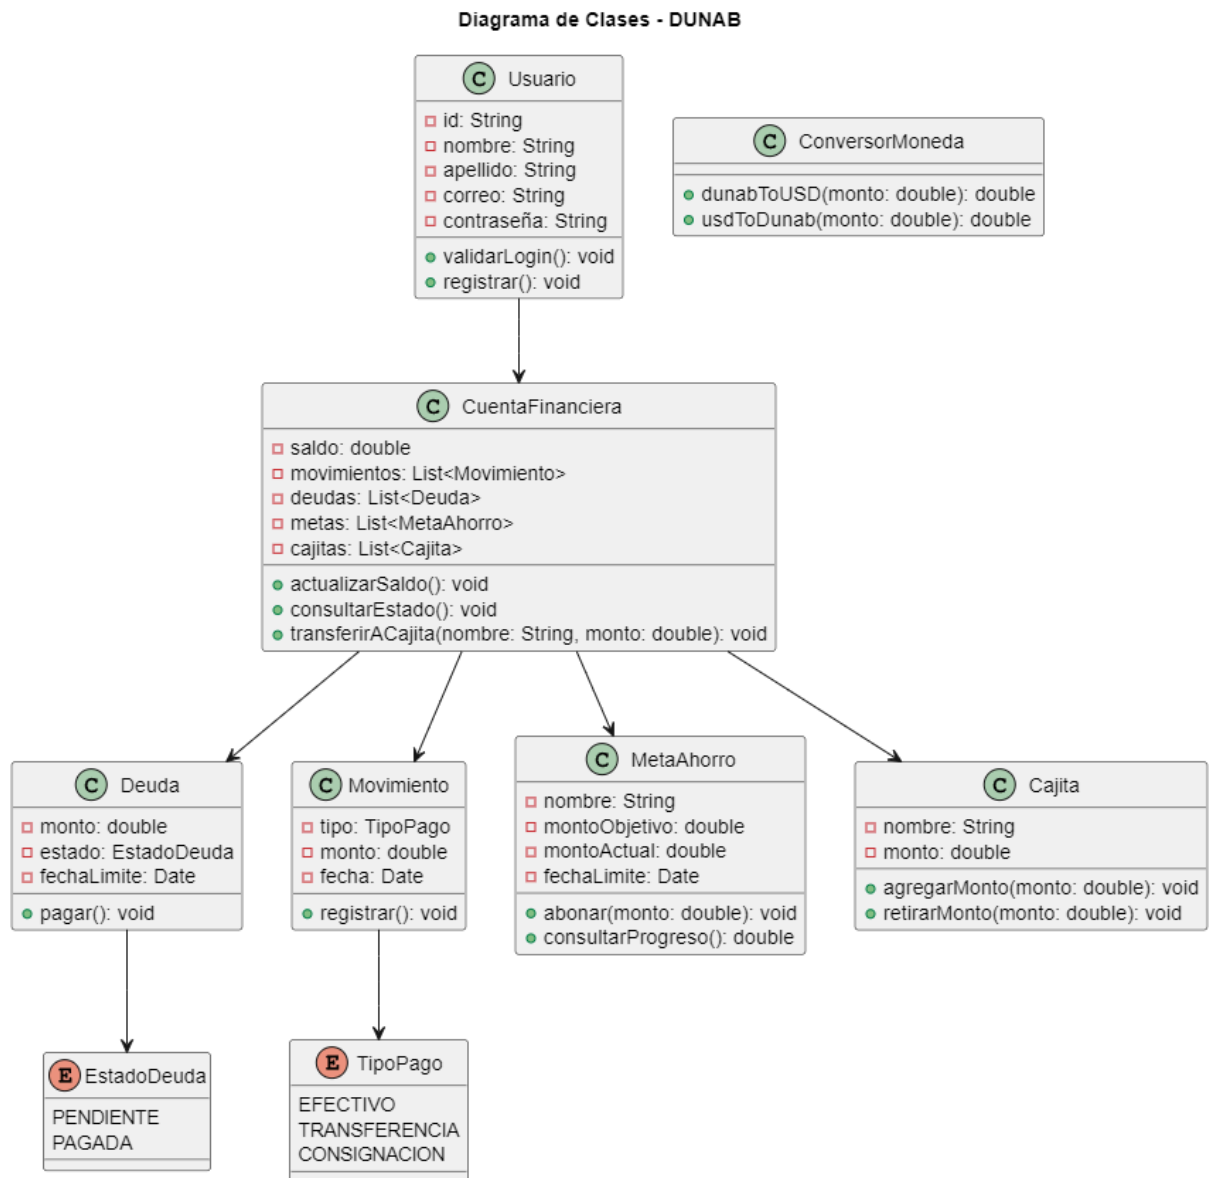 Diagrama de Clases - DUNAB
C Usuario
id: String
nombre: String
apellido: String
correo: String
contraseña: String
validarLogin(): void
registrar(): void
C ConversorMoneda
dunabToUSD(monto: double): double
usdToDunab(monto: double): double
C CuentaFinanciera
saldo: double
movimientos: List<Movimiento>
deudas: List<Deuda>
metas: List<MetaAhorro>
cajitas: List<Cajita>
actualizarSaldo(): void
consultarEstado(): void
transferirACajita(nombre: String, monto: double): void
C Deuda
monto: double
estado: EstadoDeuda
fechaLimite: Date
pagar(): void
C Movimiento
tipo: TipoPago
monto: double
fecha: Date
registrar(): void
C MetaAhorro
nombre: String
montoObjetivo: double
montoActual: double
fechaLimite: Date
abonar(monto: double): void
consultarProgreso(): double
C Cajita
nombre: String
monto: double
agregarMonto(monto: double): void
retirarMonto(monto: double): void
E EstadoDeuda
PENDIENTE
PAGADA
E TipoPago
EFECTIVO
TRANSFERENCIA
CONSIGNACION